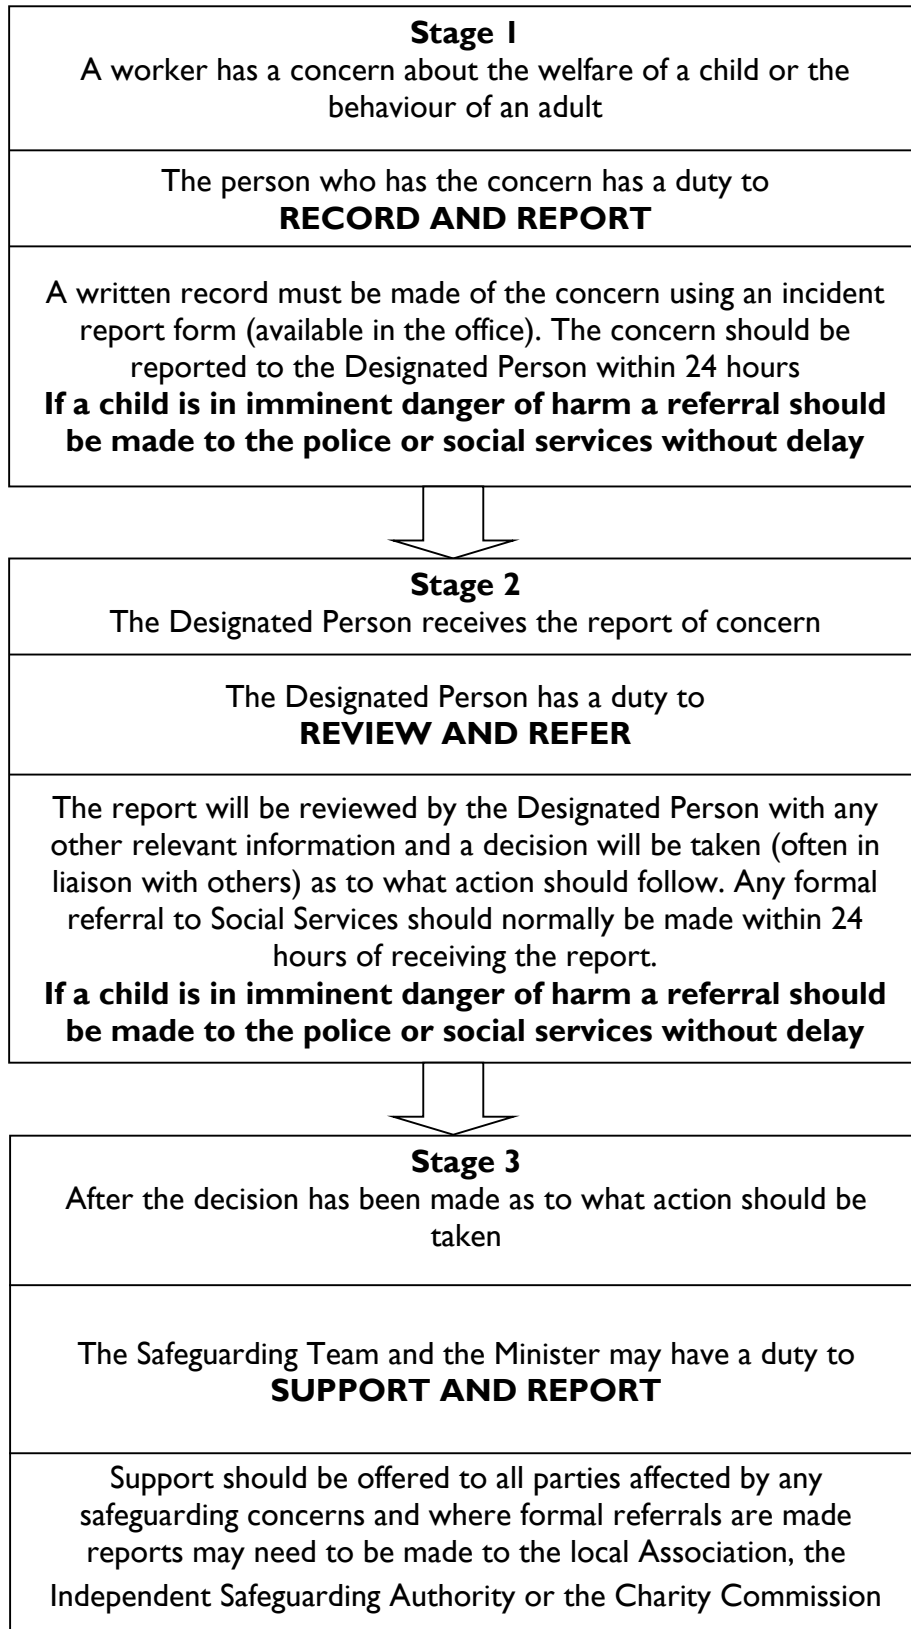 Stage 1
A worker has a concern about the welfare of a child or the
behaviour of an adult
The person who has the concern has a duty to
RECORD AND REPORT
A written record must be made of the concern using an incident
report form (available in the office). The concern should be
reported to the Designated Person within 24 hours
If a child is in imminent danger of harm a referral should
be made to the police or social services without delay
Stage 2
The Designated Person receives the report of concern
The Designated Person has a duty to
REVIEW AND REFER
The report will be reviewed by the Designated Person with any
other relevant information and a decision will be taken (often in
liaison with others) as to what action should follow. Any formal
referral to Social Services should normally be made within 24
hours of receiving the report.
If a child is in imminent danger of harm a referral should
be made to the police or social services without delay
Stage 3
After the decision has been made as to what action should be
taken
The Safeguarding Team and the Minister may have a duty to
SUPPORT AND REPORT
Support should be offered to all parties affected by any
safeguarding concerns and where formal referrals are made
reports may need to be made to the local Association, the
Independent Safeguarding Authority or the Charity Commission